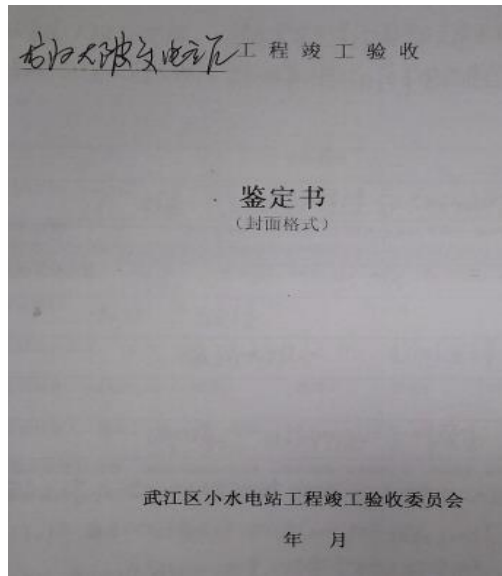 工程竣工验收
鉴定书
(封面格式)
武江区小水电站工程竣工验收委员会
年 月